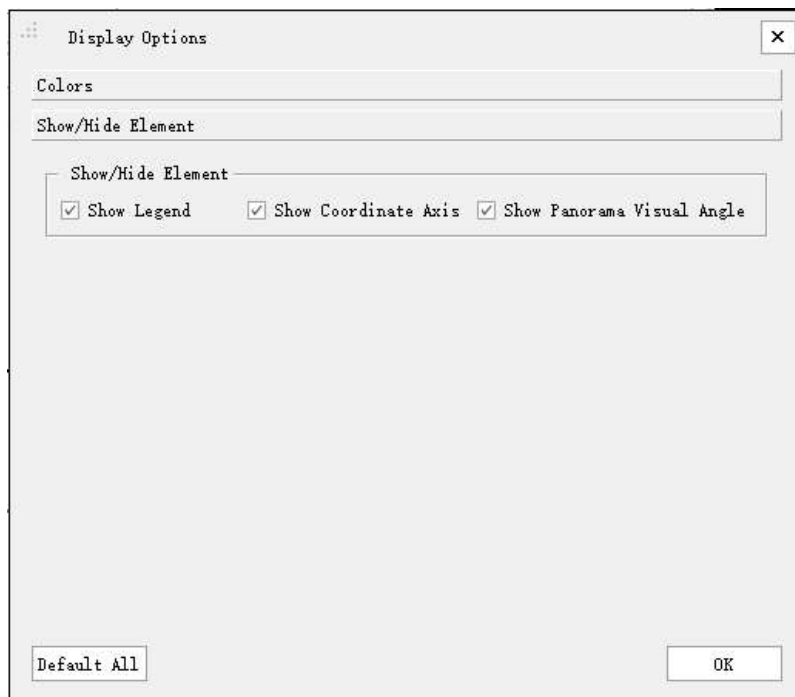 Display Options
Colors
Show/Hide Element
Show/Hide Element
Show Legend Show Coordinate Axis Show Panorama Visual Angle
Default All OK